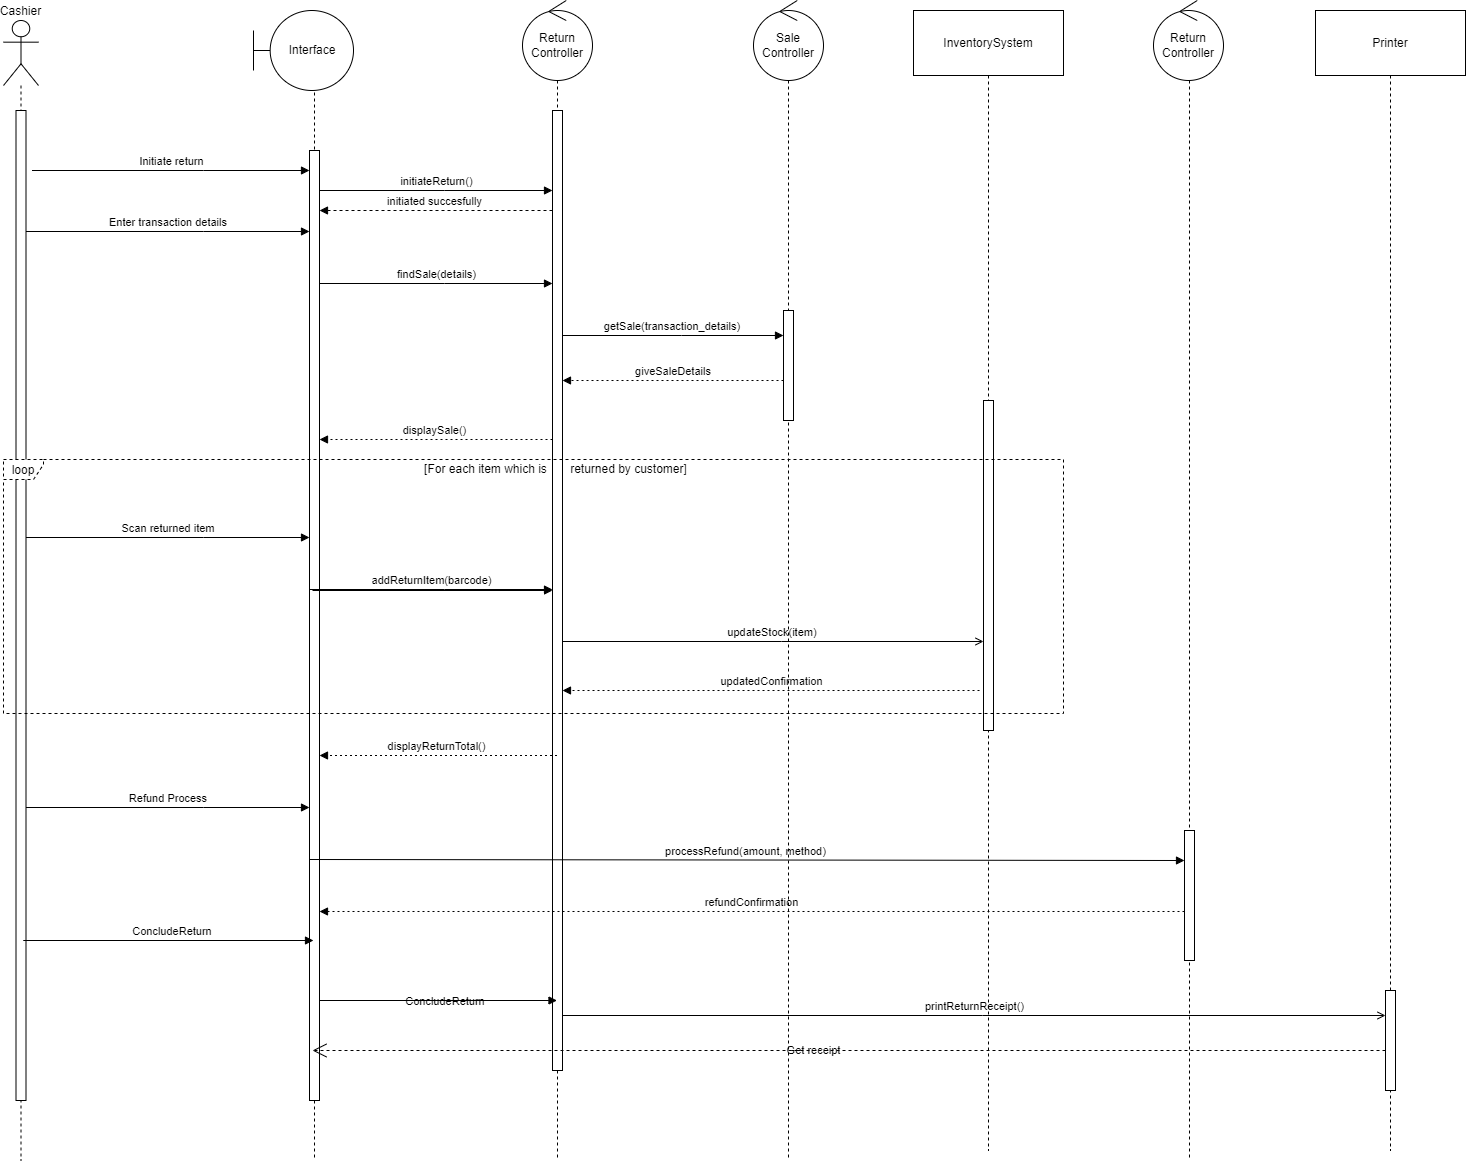 Cashier
Interface
Return
Controller
Sale
Controller
InventorySystem
Return
Controller
Printer
Initiate return
initiateReturn()
initiated succesfully
Enter transaction details
findSale(details)
getSale(transaction_details)
giveSaleDetails
displaySale()
loop
[For each item which is returned by customer]
Scan returned item
addReturnItem(barcode)
updateStock(item)
updatedConfirmation
displayReturnTotal()
Refund Process
processRefund(amount, method)
refundConfirmation
ConcludeReturn
ConcludeReturn
printReturnReceipt()
Get receipt